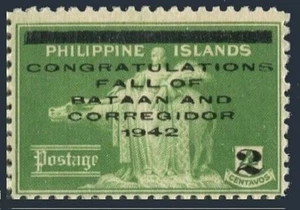 PHILIPPINE ISLANDS
CONGRATULATIONS
FALL OF
BATAAN AND
CORREGIDOR
1942
Postage
2
CENTAVOS